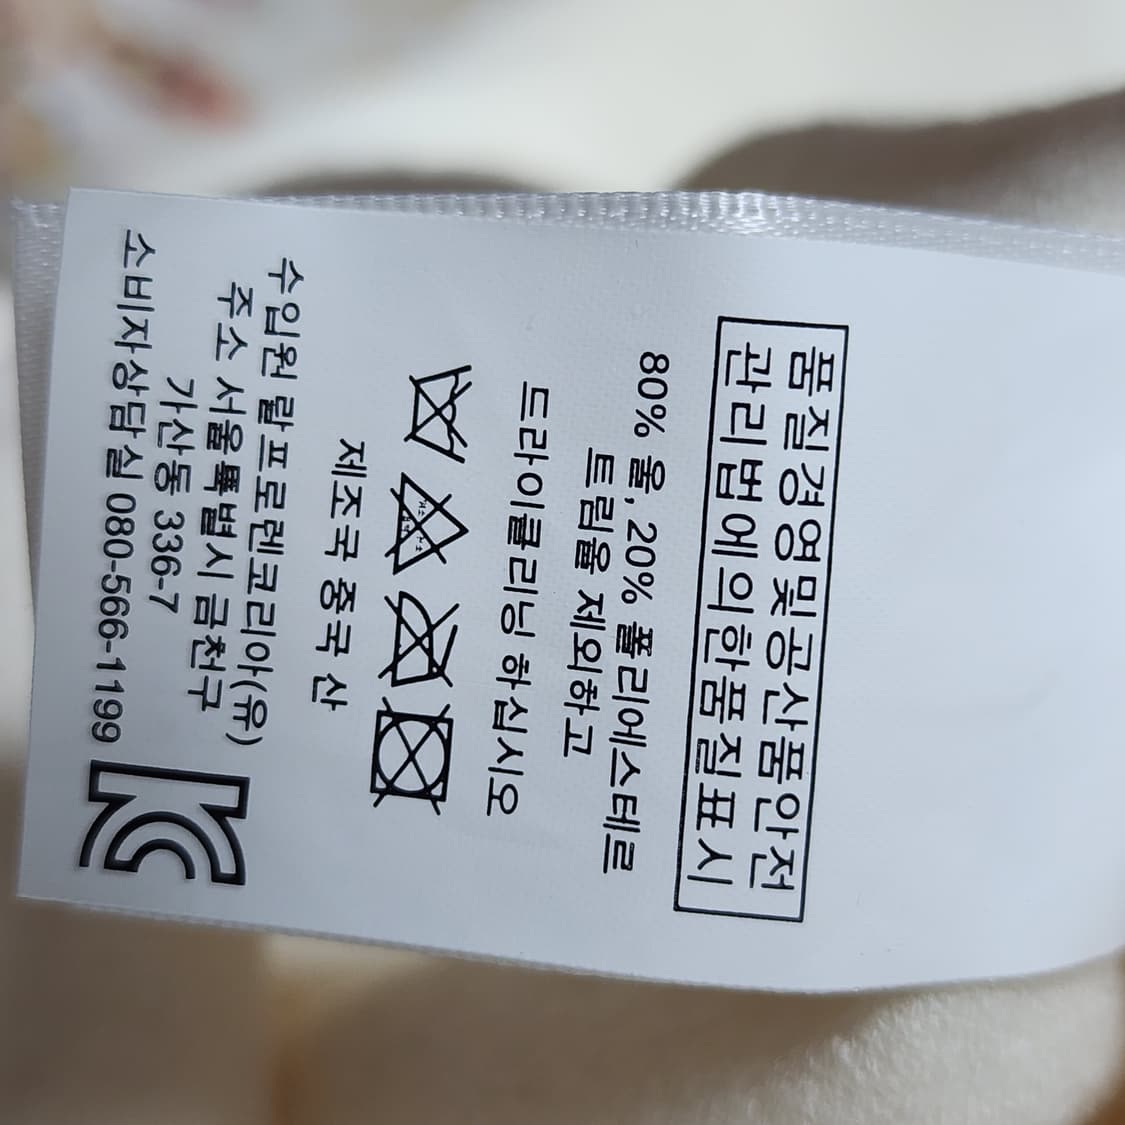 품질경영및공산품안전
관리법에의한품질표시
80% 울, 20% 폴리에스테르
트림을 제외하고
드라이클리닝 하십시오
제조국 중국 산
수입원 랄프로렌코리아(유)
주소 서울특별시 금천구
가산동 336-7
소비자상담실 080-566-1199
KC